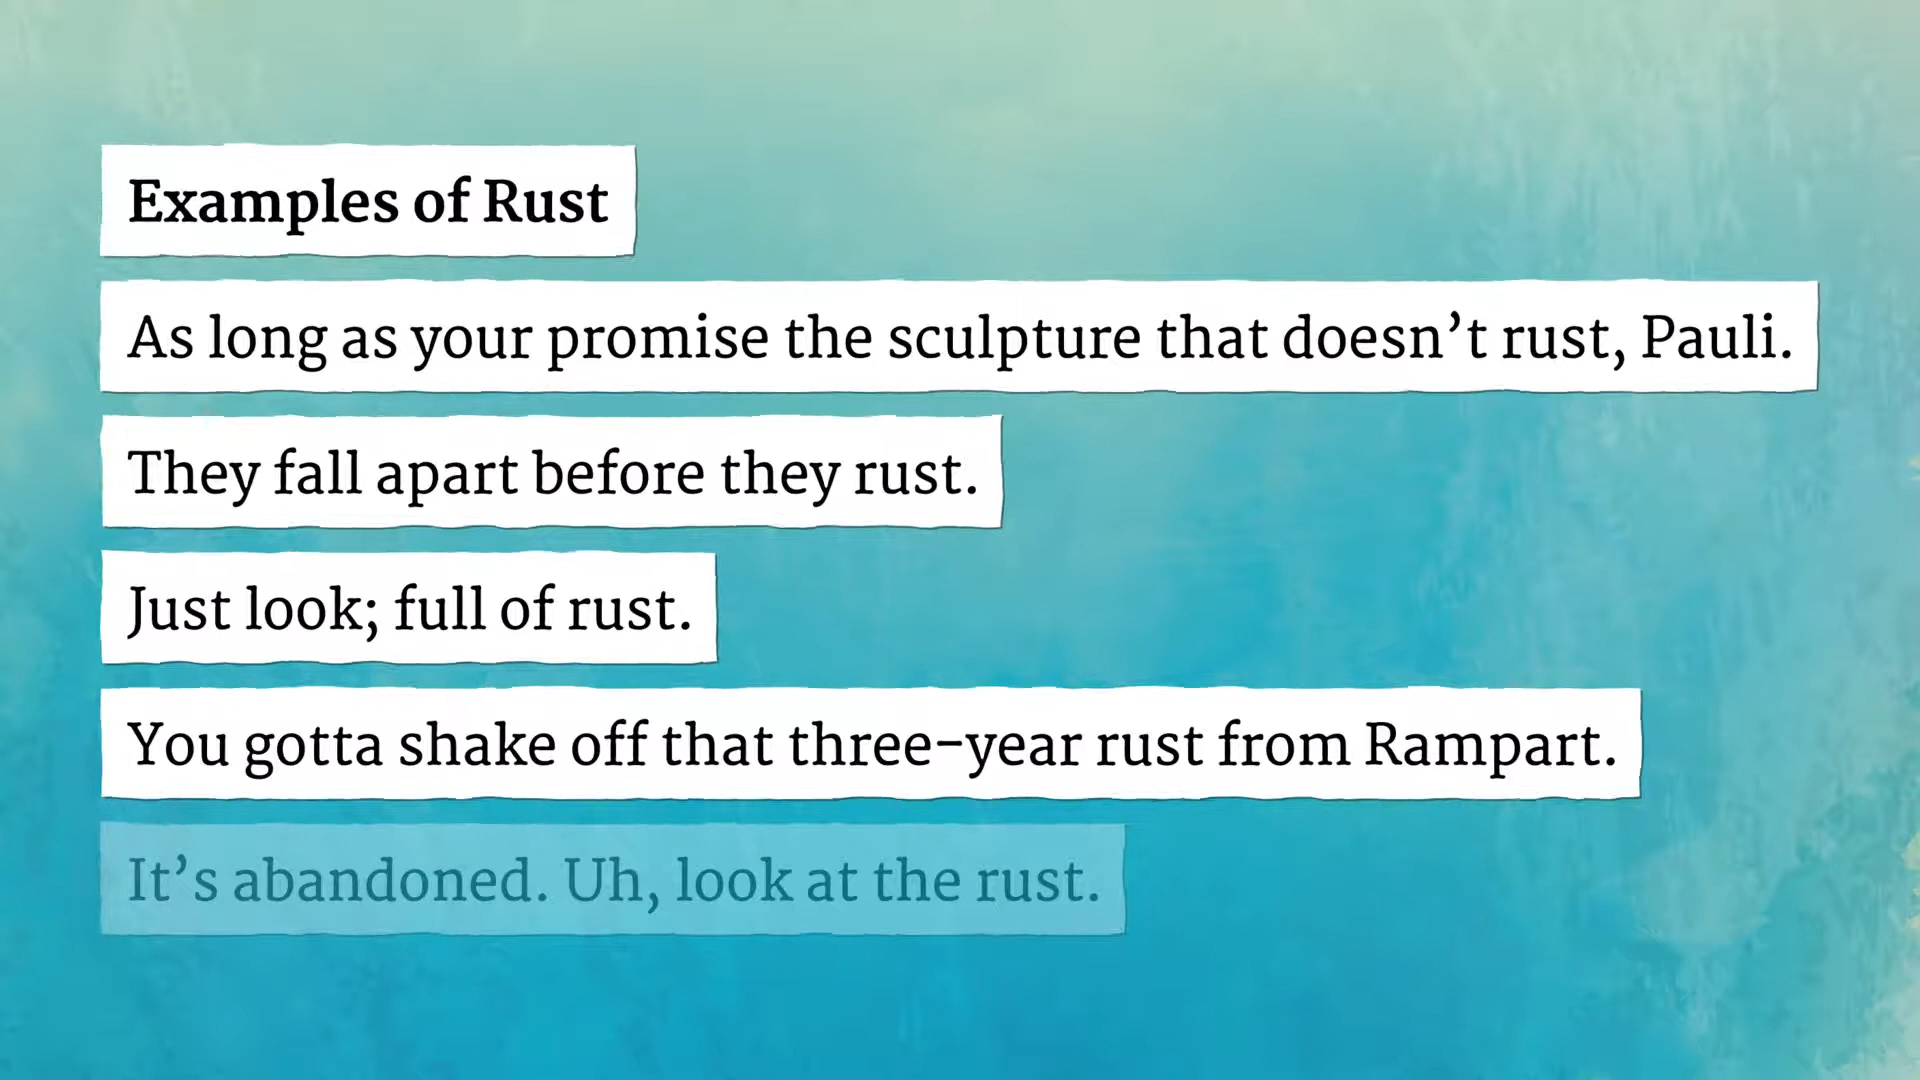 Examples of Rust
As long as your promise the sculpture that doesn’t rust, Pauli.
They fall apart before they rust.
Just look; full of rust.
You gotta shake off that three-year rust from Rampart.
It’s abandoned. Uh, look at the rust.